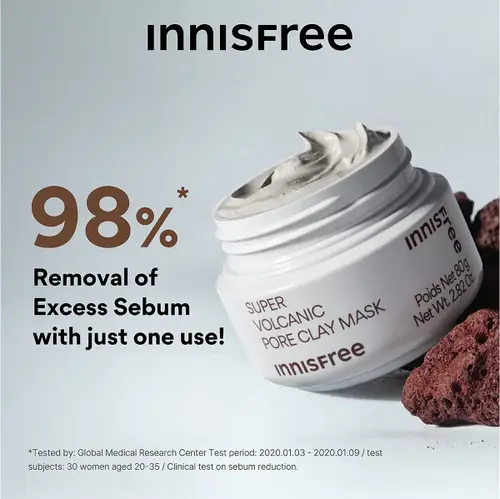 INNISFree
98%*
Removal of
Excess Sebum
with just one use!
INNISFree
Poids Net 80g
Net Wt. 2.82 Oz
SUPER
VOLCANIC
PORE CLAY MASK
INNISFree
*Tested by: Global Medical Research Center Test period: 2020.01.03 - 2020.01.09 / test
subjects: 30 women aged 20-35 / Clinical test on sebum reduction.